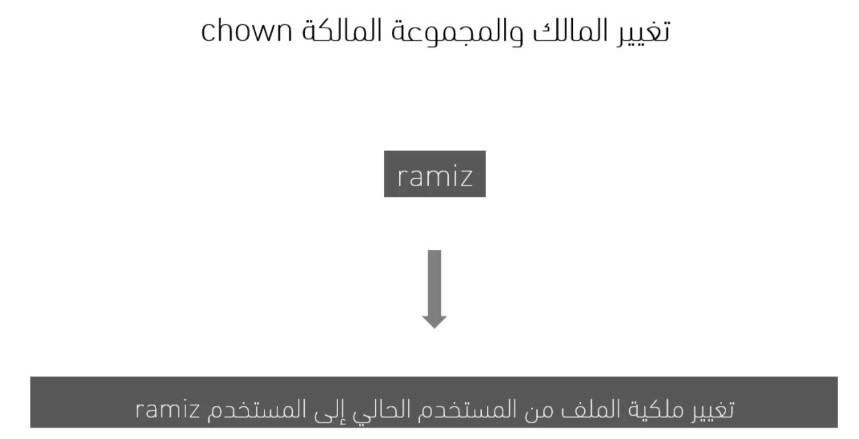 تغيير المالك والمجموعة المالكة chown
ramiz
تغيير ملكية الملف من المستخدم الحالي إلى المستخدم ramiz